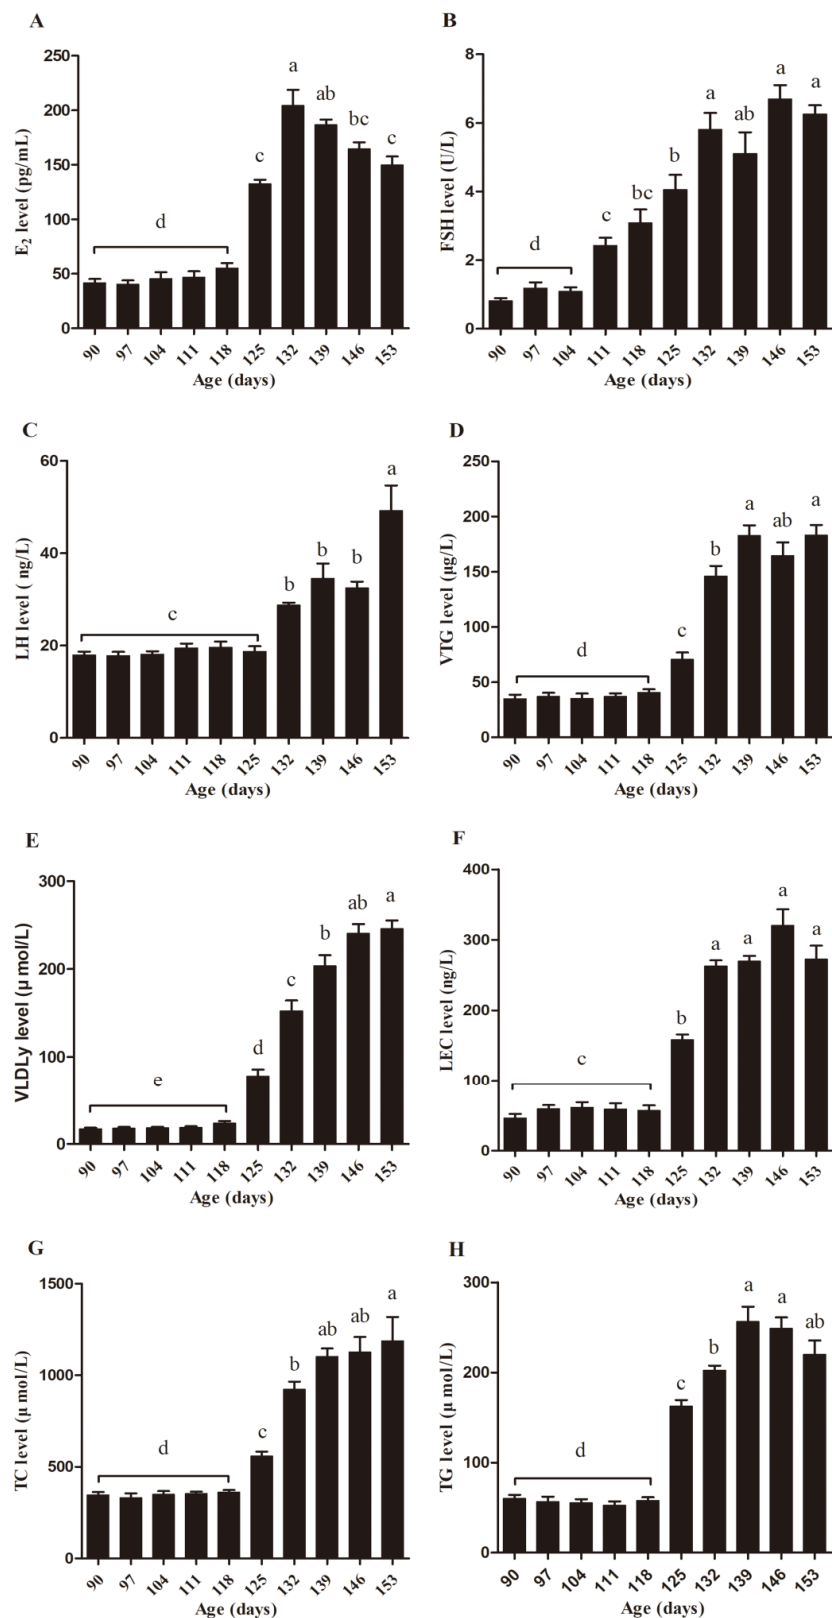 A
E2 level (pg/mL)
250
200
150
100
50
0
d
c
a
ab
bc
c
90 97 104 111 118 125 132 139 146 153
Age (days)
B
FSH level (U/L)
8
6
4
2
0
d
c
bc
b
a
ab
a
a
90 97 104 111 118 125 132 139 146 153
Age (days)
C
LH level ( ng/L)
60
40
20
0
c
b
b
b
a
90 97 104 111 118 125 132 139 146 153
Age (days)
D
VTG level (μg/L)
250
200
150
100
50
0
d
c
b
a
ab
a
90 97 104 111 118 125 132 139 146 153
Age (days)
E
VLDLy level (μ mol/L)
300
200
100
0
e
d
c
b
ab
a
90 97 104 111 118 125 132 139 146 153
Age (days)
F
LEC level (ng/L)
400
300
200
100
0
c
b
a
a
a
a
90 97 104 111 118 125 132 139 146 153
Age (days)
G
TC level (μ mol/L)
1500
1000
500
0
d
c
b
ab
ab
a
90 97 104 111 118 125 132 139 146 153
Age (days)
H
TG level (μ mol/L)
300
200
100
0
d
c
b
a
a
ab
90 97 104 111 118 125 132 139 146 153
Age (days)